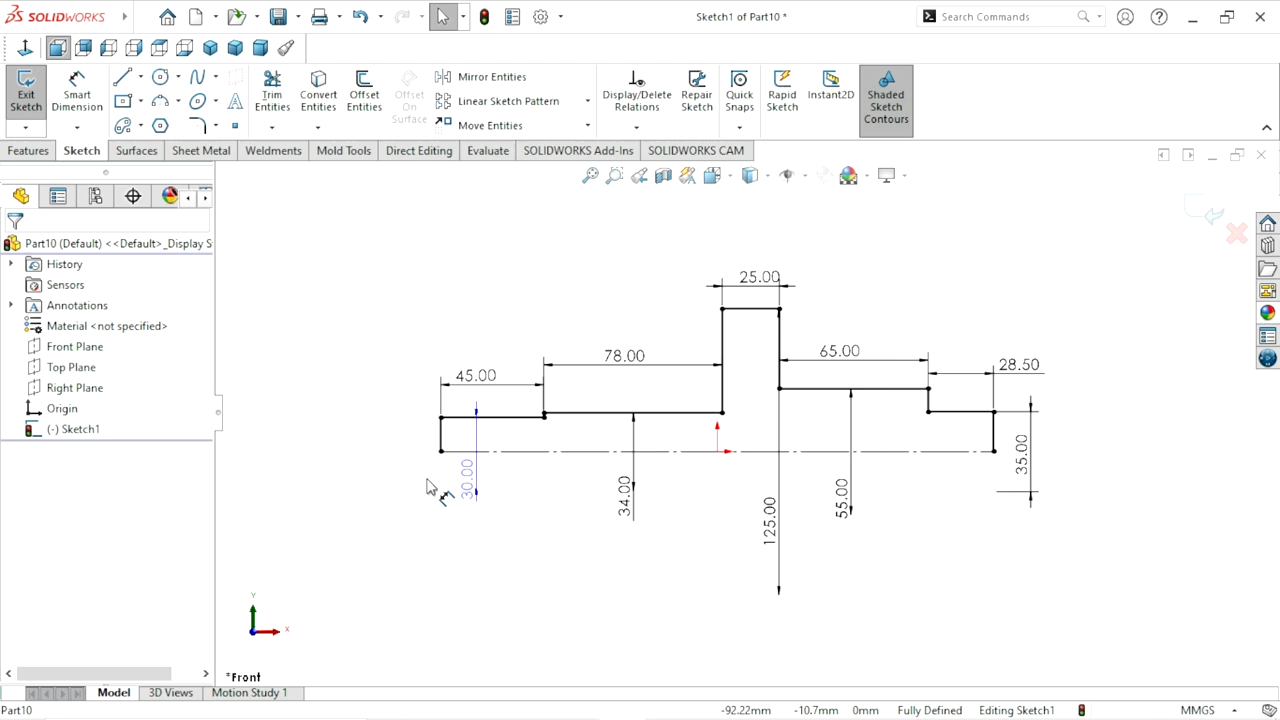 SOLIDWORKS
Sketch1 of Part10 *
Search Commands
Exit Sketch
Smart Dimension
Trim Entities
Convert Entities
Offset Entities
Offset On Surface
Mirror Entities
Linear Sketch Pattern
Move Entities
Display/Delete Relations
Repair Sketch
Quick Snaps
Rapid Sketch
Instant2D
Shaded Sketch Contours
Features
Sketch
Surfaces
Sheet Metal
Weldments
Mold Tools
Direct Editing
Evaluate
SOLIDWORKS Add-Ins
SOLIDWORKS CAM
Part10 (Default) <<Default>_Display S
History
Sensors
Annotations
Material <not specified>
Front Plane
Top Plane
Right Plane
Origin
(-) Sketch1
25.00
78.00
65.00
45.00
28.50
30.00
34.00
125.00
55.00
35.00
Y
X
*Front
Model
3D Views
Motion Study 1
Part10
-92.22mm
-10.7mm
0mm
Fully Defined
Editing Sketch1
MMGS